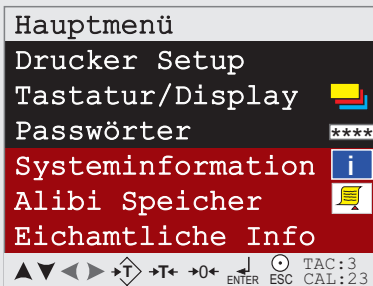 Hauptmenü
Drucker Setup
Tastatur/Display
Passwörter ****
Systeminformation i
Alibi Speicher
Eichamtliche Info
→T← →T← →0← ENTER ESC TAC:3
CAL:23